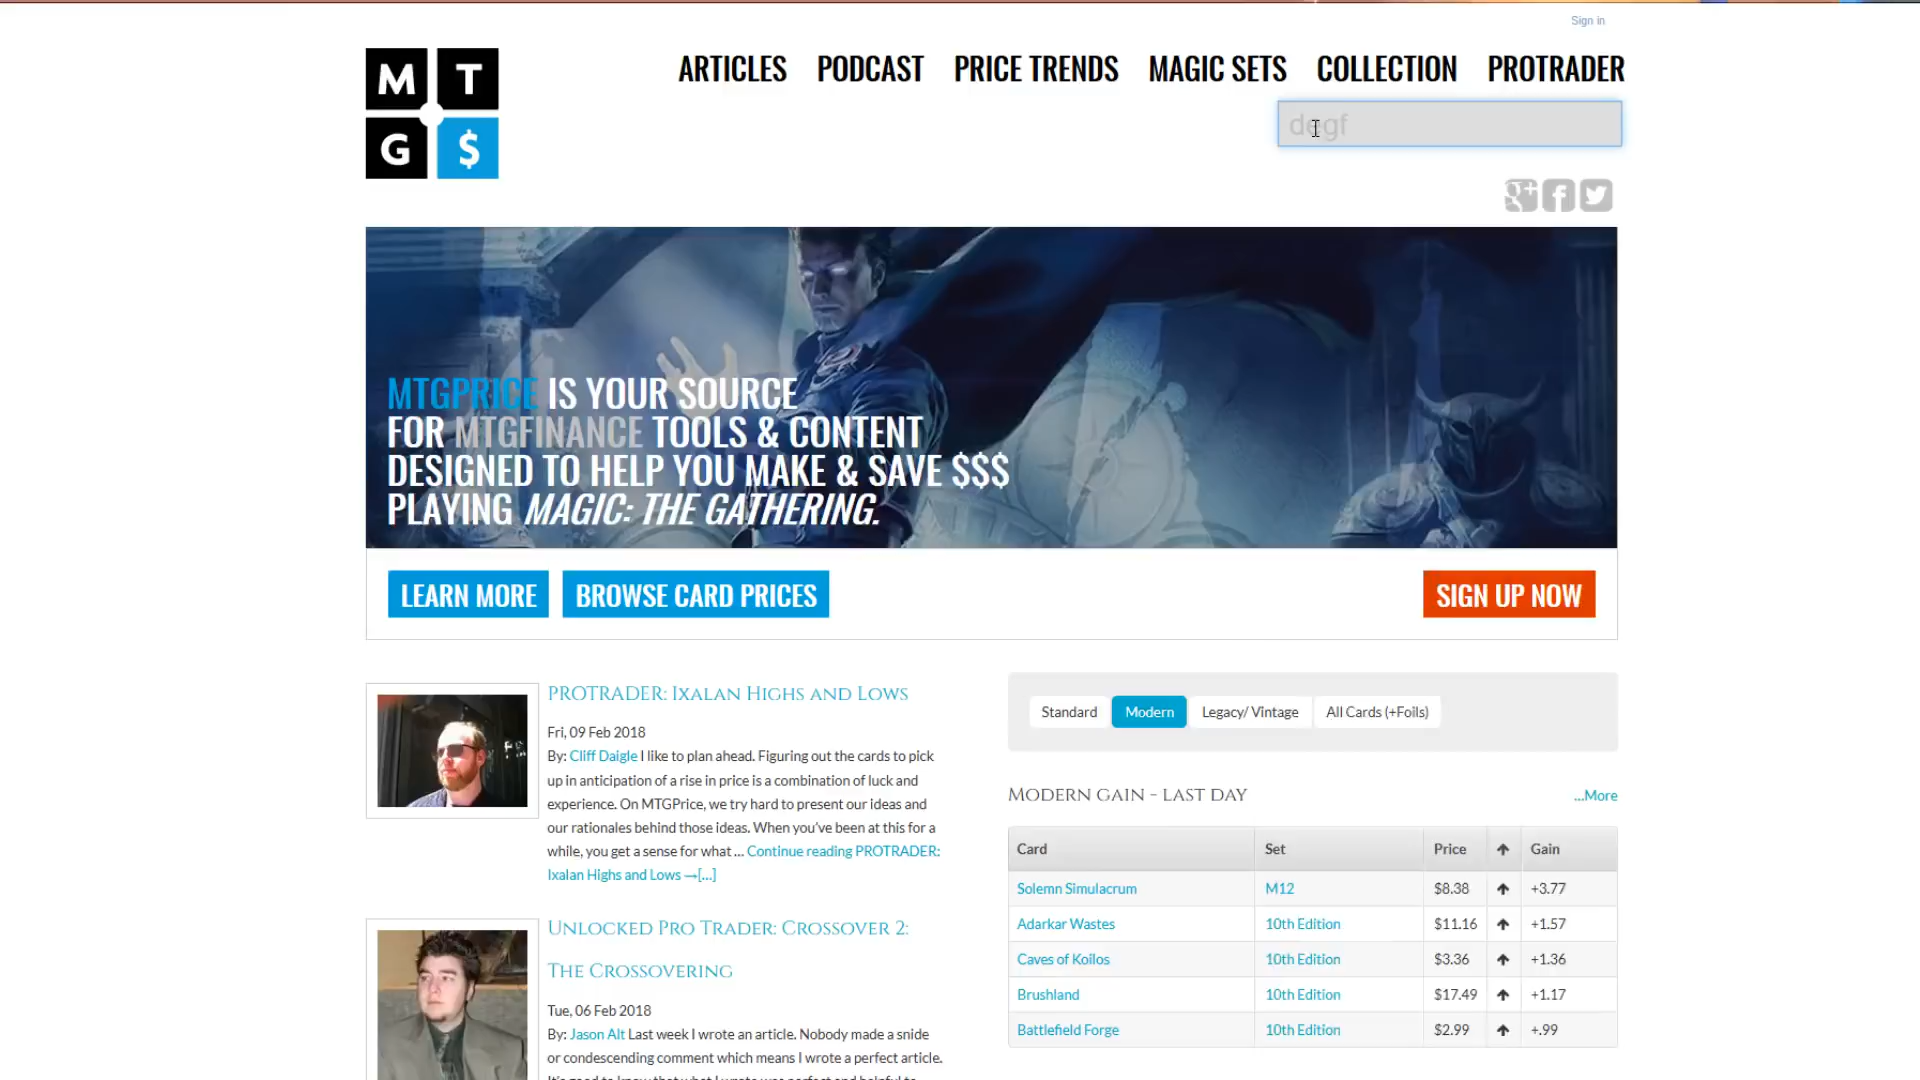 Sign in
M T
G $
ARTICLES PODCAST PRICE TRENDS MAGIC SETS COLLECTION PROTRADER
degf
MTGPRICE IS YOUR SOURCE
FOR MTGFINANCE TOOLS & CONTENT
DESIGNED TO HELP YOU MAKE & SAVE $$$
PLAYING MAGIC: THE GATHERING.
LEARN MORE BROWSE CARD PRICES SIGN UP NOW
PROTRADER: IXALAN HIGHS AND LOWS
Fri, 09 Feb 2018
By: Cliff Daigle I like to plan ahead. Figuring out the cards to pick
up in anticipation of a rise in price is a combination of luck and
experience. On MTGPrice, we try hard to present our ideas and
our rationales behind those ideas. When you've been at this for a
while, you get a sense for what ... Continue reading PROTRADER:
Ixalan Highs and Lows →[...]
UNLOCKED PRO TRADER: CROSSOVER 2:
THE CROSSOVERING
Tue, 06 Feb 2018
By: Jason Alt Last week I wrote an article. Nobody made a snide
or condescending comment which means I wrote a perfect article.
Standard Modern Legacy/ Vintage All Cards (+Foils)
MODERN GAIN - LAST DAY ...More
Card Set Price Gain
Solemn Simulacrum M12 $8.38 +3.77
Adarkar Wastes 10th Edition $11.16 +1.57
Caves of Koilos 10th Edition $3.36 +1.36
Brushland 10th Edition $17.49 +1.17
Battlefield Forge 10th Edition $2.99 +.99